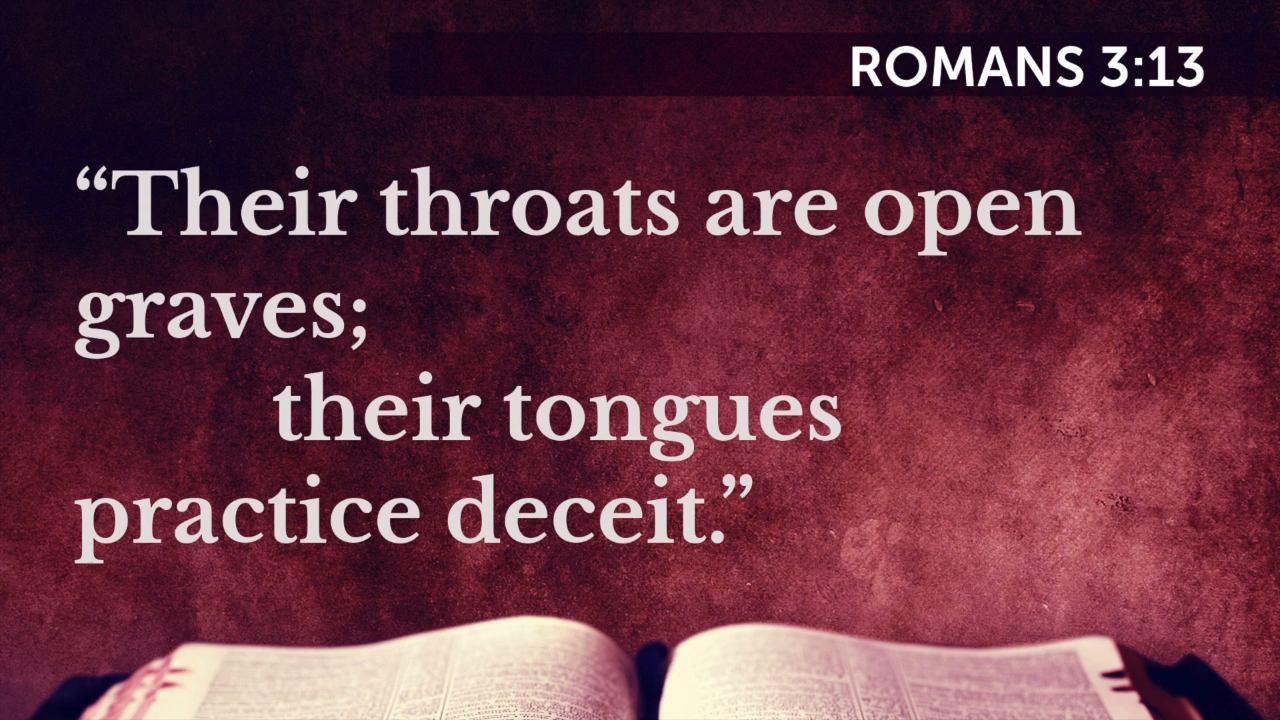 ROMANS 3:13
“Their throats are open
graves;
their tongues
practice deceit.”